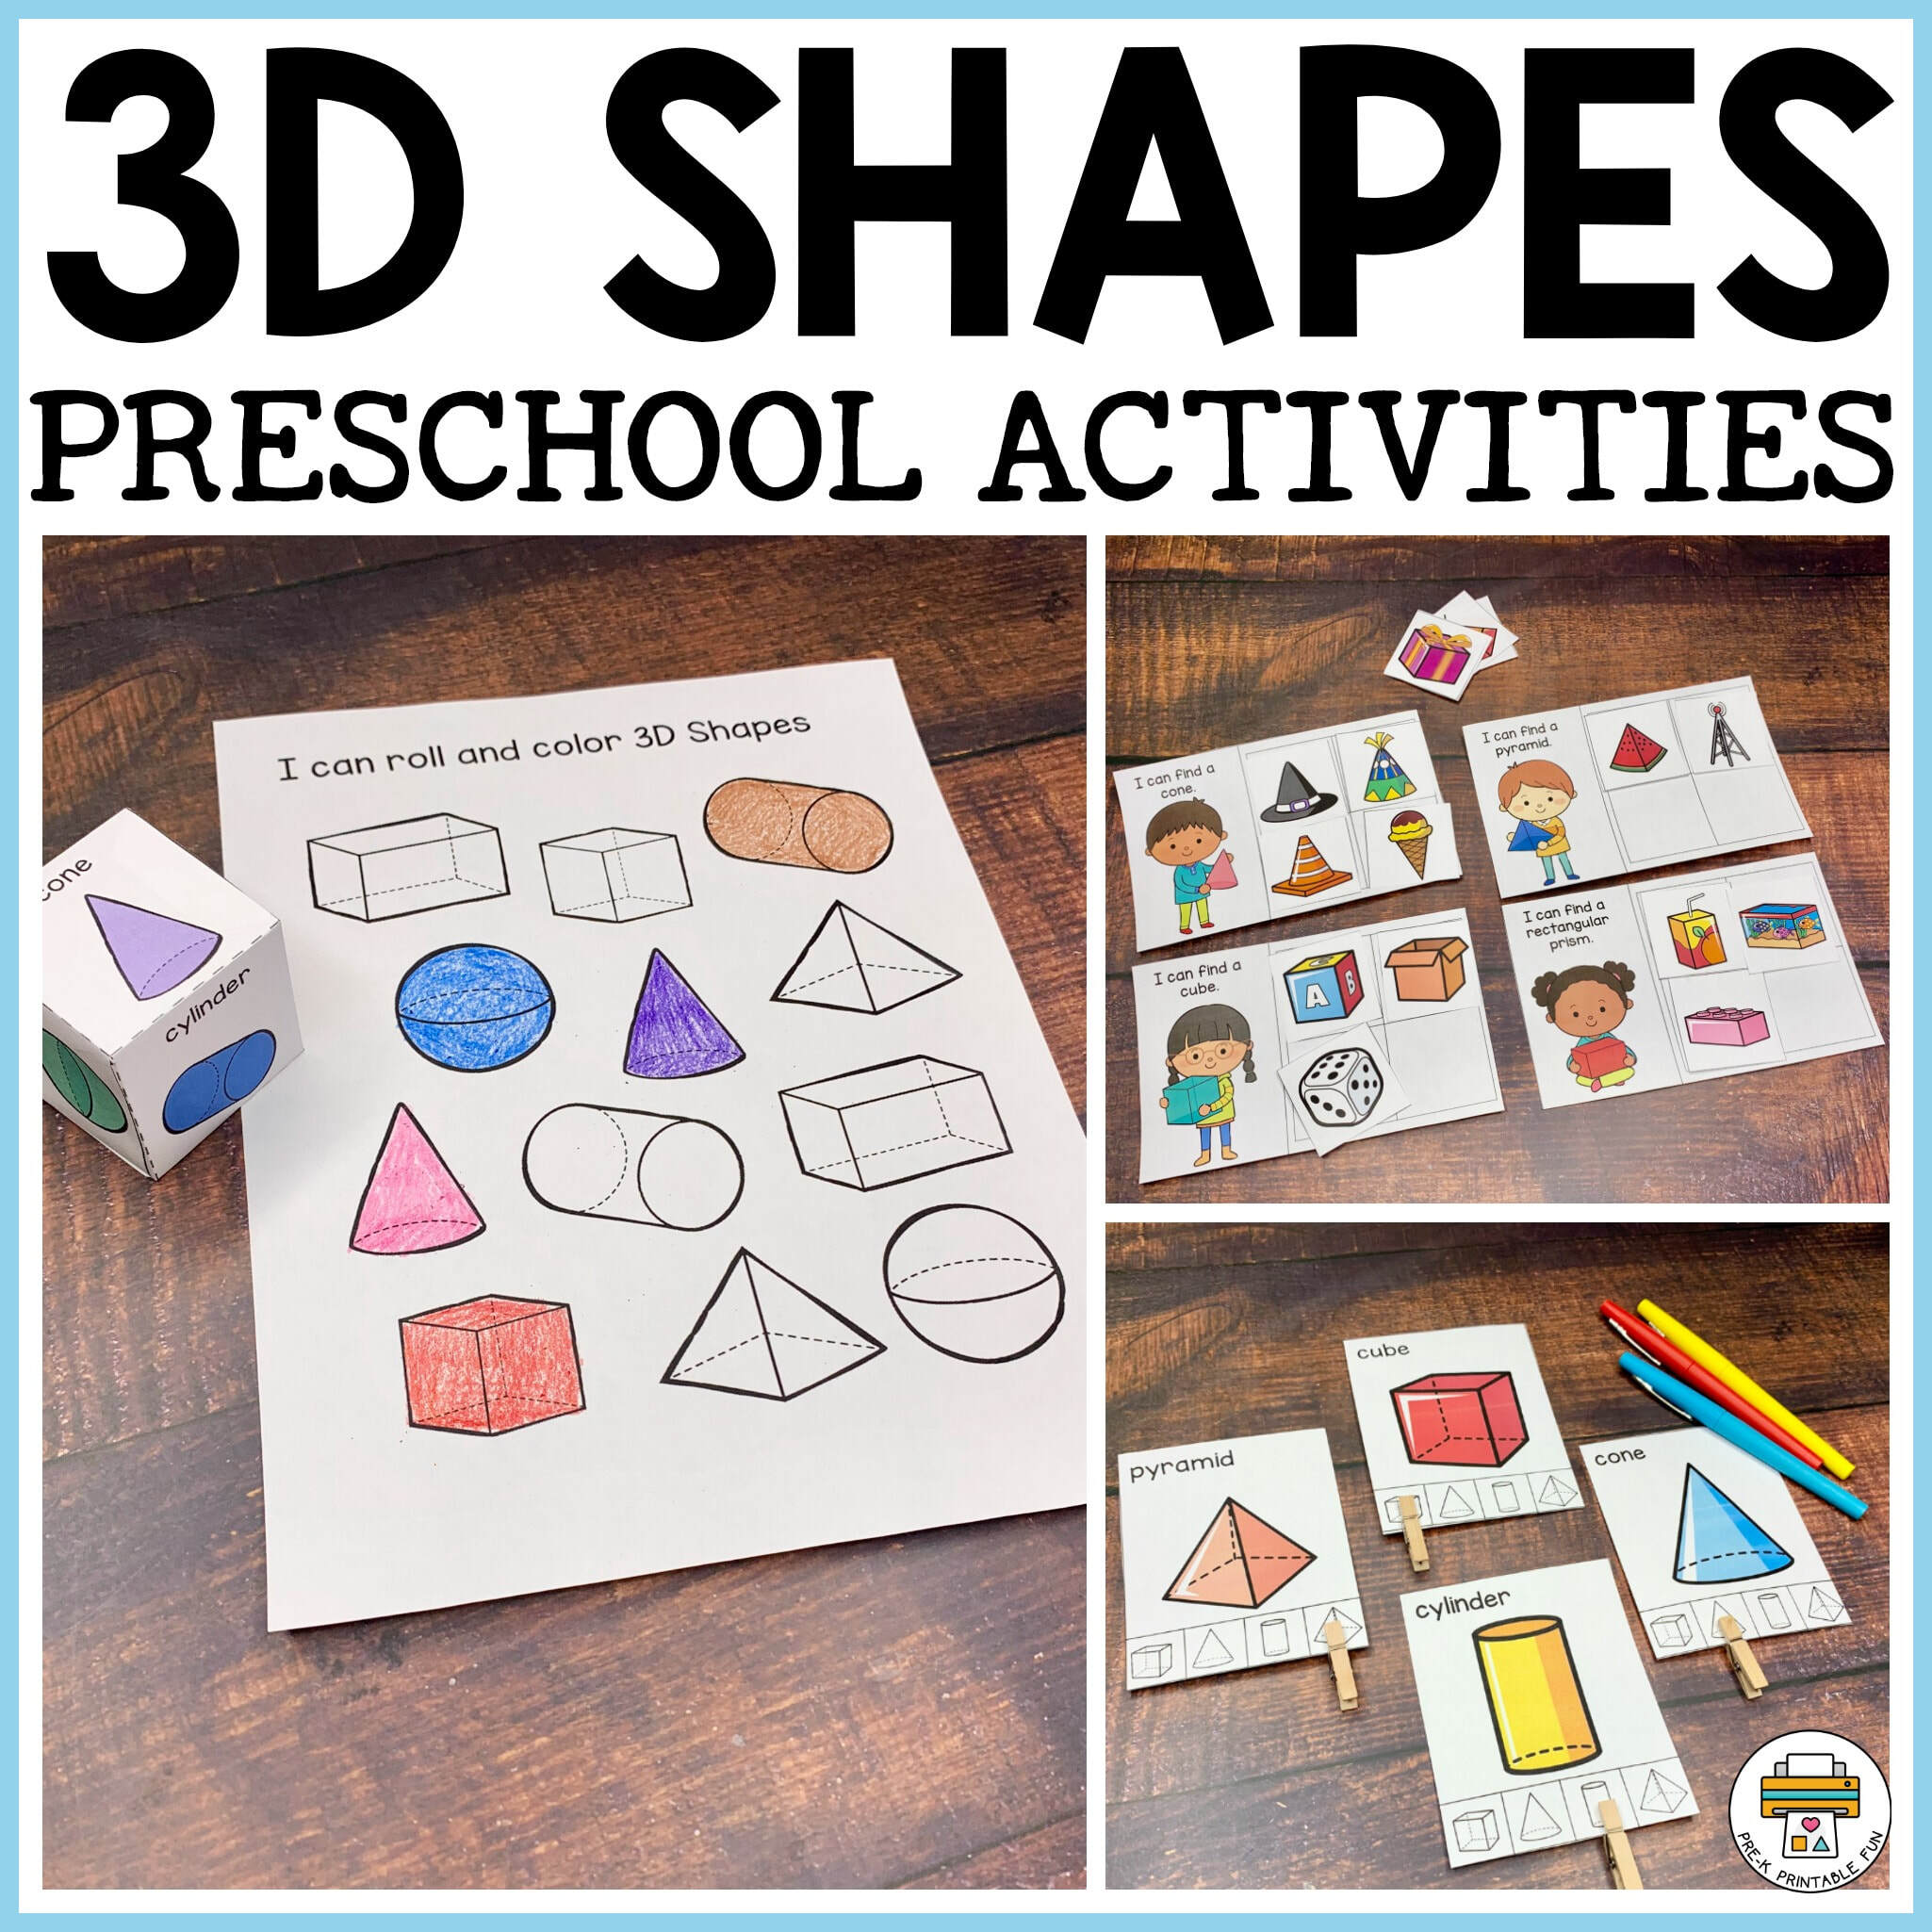 3D SHAPES
PRESCHOOL ACTIVITIES
I can roll and color 3D Shapes
cone
cylinder
I can find a
cone.
I can find a
pyramid.
I can find a
cube.
I can find a
rectangular
prism.
A
B
cube
pyramid
cone
cylinder
PRE-K PRINTABLE FUN